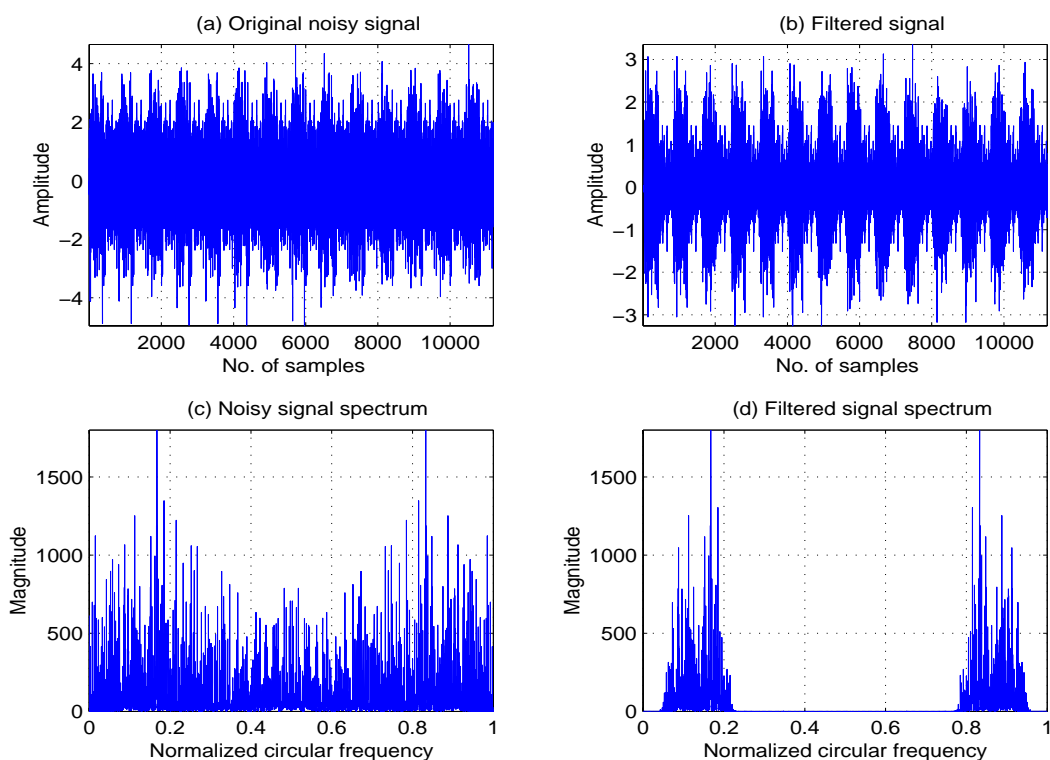 (a) Original noisy signal
4
2
0
−2
−4
Amplitude
2000 4000 6000 8000 10000
No. of samples
(b) Filtered signal
3
2
1
0
−1
−2
−3
Amplitude
2000 4000 6000 8000 10000
No. of samples
(c) Noisy signal spectrum
1500
1000
500
0
Magnitude
0 0.2 0.4 0.6 0.8 1
Normalized circular frequency
(d) Filtered signal spectrum
1500
1000
500
0
Magnitude
0 0.2 0.4 0.6 0.8 1
Normalized circular frequency